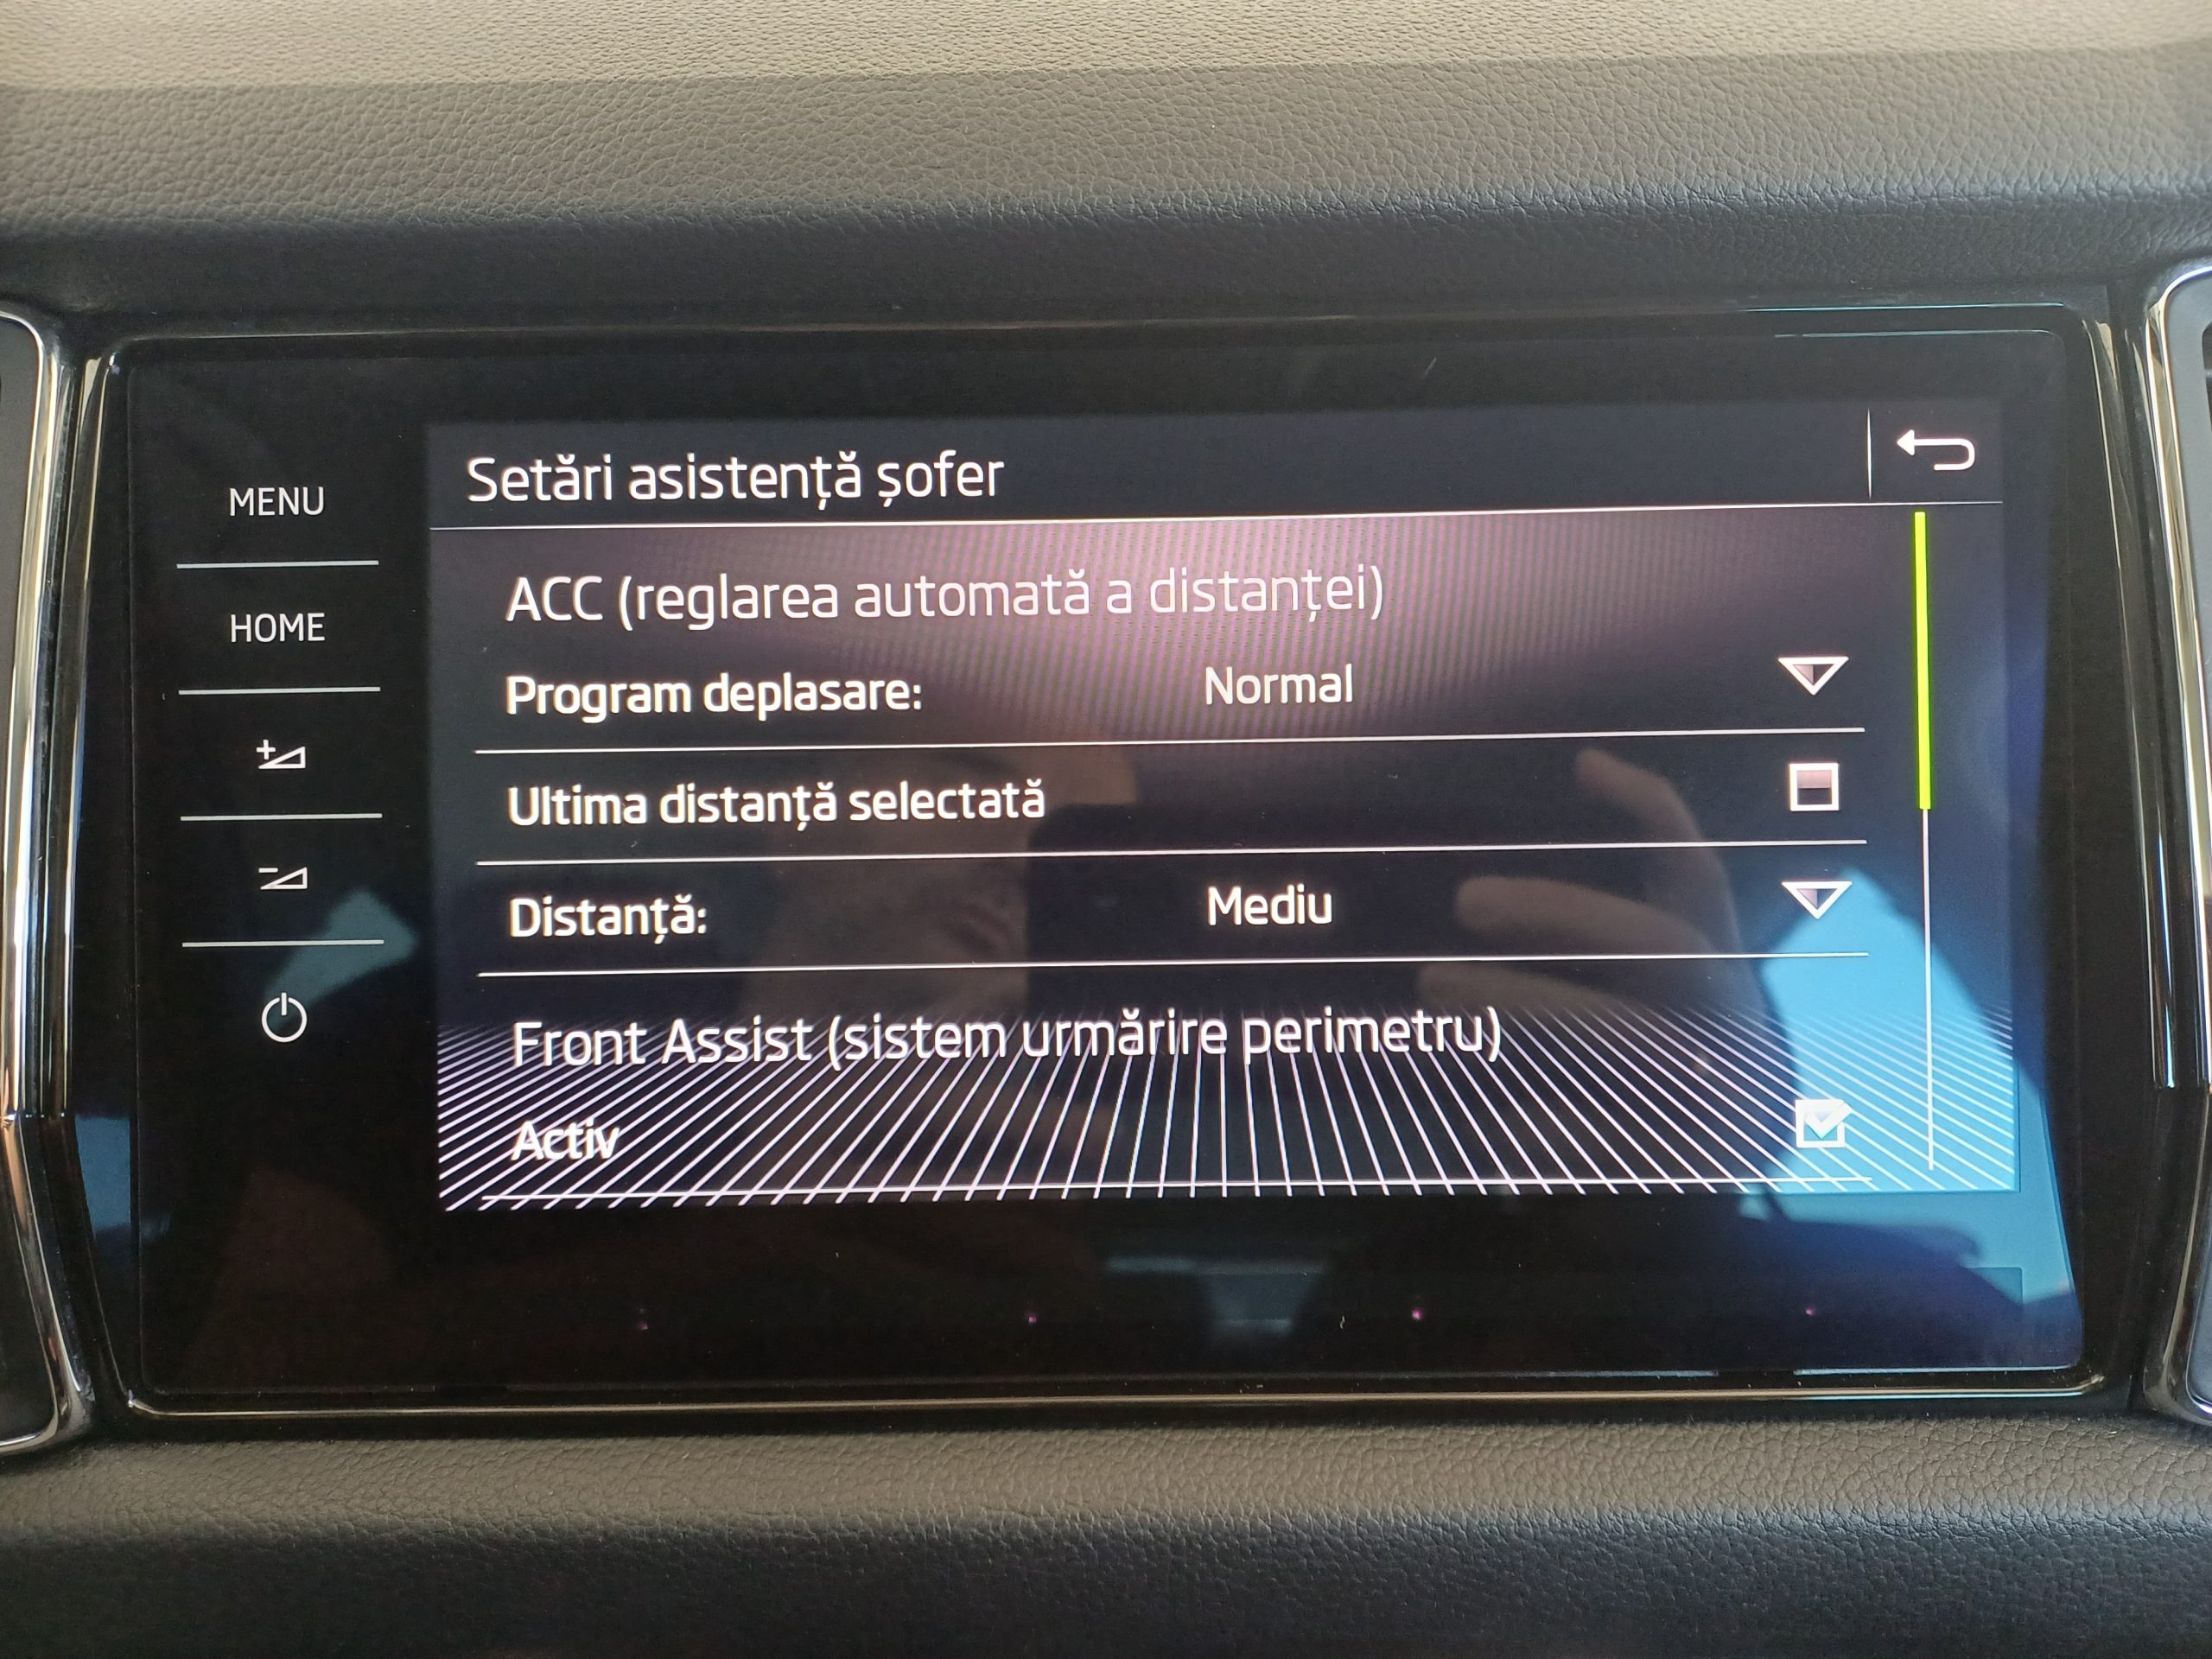 MENU
HOME
Setări asistență șofer
ACC (reglarea automată a distanței)
Program deplasare: Normal
Ultima distanță selectată
Distanță: Mediu
Front Assist (sistem urmărire perimetru)
Activ